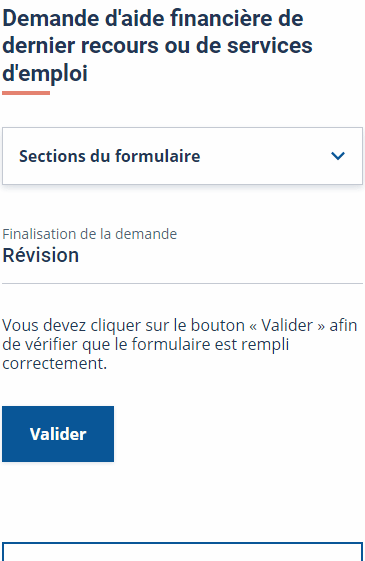 Demande d'aide financière de
dernier recours ou de services
d'emploi
Sections du formulaire
Finalisation de la demande
Révision
Vous devez cliquer sur le bouton « Valider » afin
de vérifier que le formulaire est rempli
correctement.
Valider